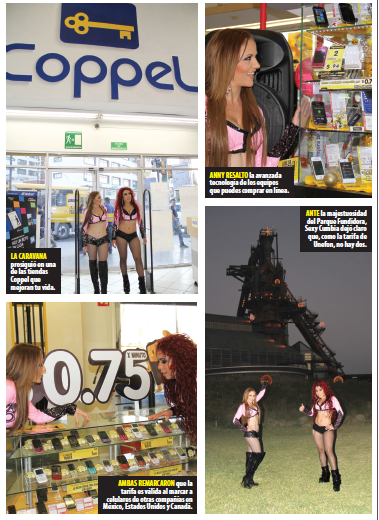 Coppel
LA CARAVANA
prosiguió en una
de las tiendas
Coppel que
mejoran tu vida.
ANNY RESALTO la avanzada
tecnología de los equipos
que puedes comprar en línea.
ANTE la majestuosidad
del Parque Fundidora,
Sexy Cumbia dejó claro
que, como la tarifa de
Unefon, no hay dos.
0.75
X MINUTO
AMBAS REMARCARON que la
tarifa es válida al marcar a
celulares de otras compañías en
México, Estados Unidos y Canadá.